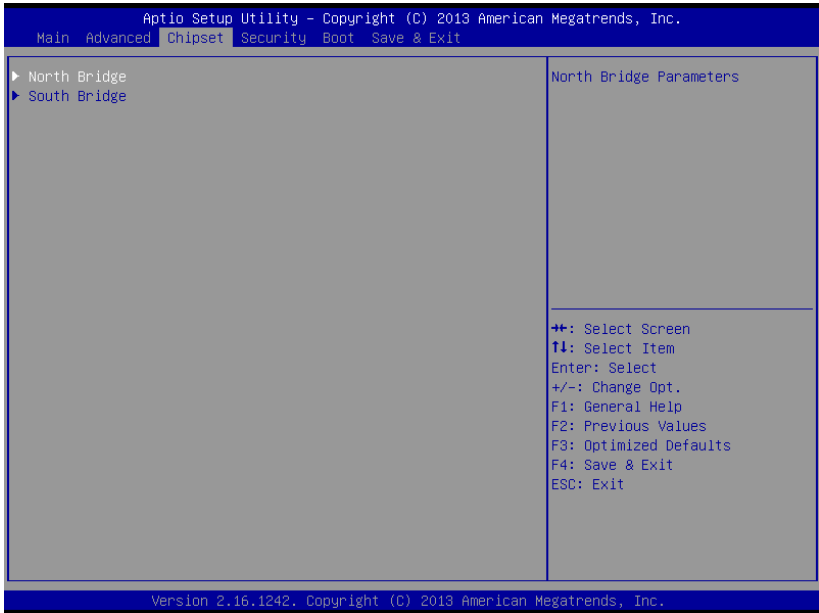 Aptio Setup Utility – Copyright (C) 2013 American Megatrends, Inc.
Main Advanced Chipset Security Boot Save & Exit
▶ North Bridge
▶ South Bridge
North Bridge Parameters
→←: Select Screen
↑↓: Select Item
Enter: Select
+/-: Change Opt.
F1: General Help
F2: Previous Values
F3: Optimized Defaults
F4: Save & Exit
ESC: Exit
Version 2.16.1242. Copyright (C) 2013 American Megatrends, Inc.